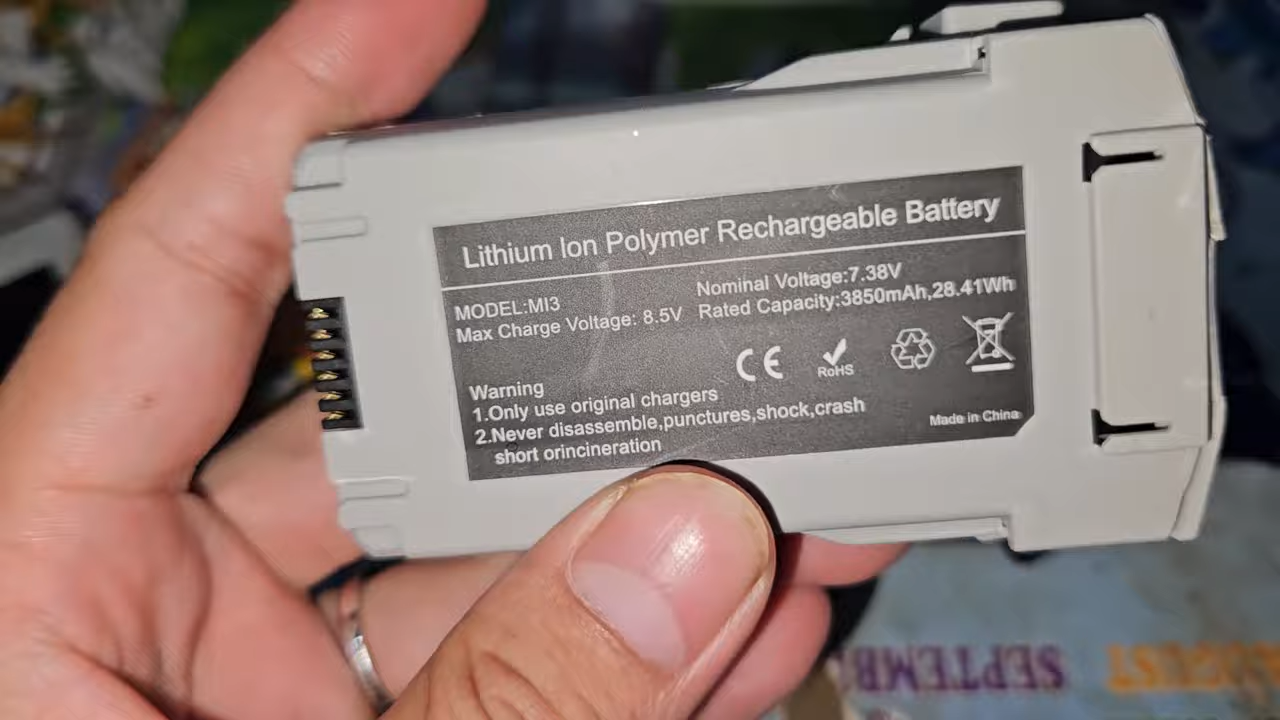 Lithium Ion Polymer Rechargeable Battery
MODEL:MI3
Nominal Voltage:7.38V
Max Charge Voltage: 8.5V
Rated Capacity:3850mAh,28.41Wh
CE
RoHS
Warning
1.Only use original chargers
2.Never disassemble,punctures,shock,crash
short orincineration
Made in China
SEPTEMB
AUGUST